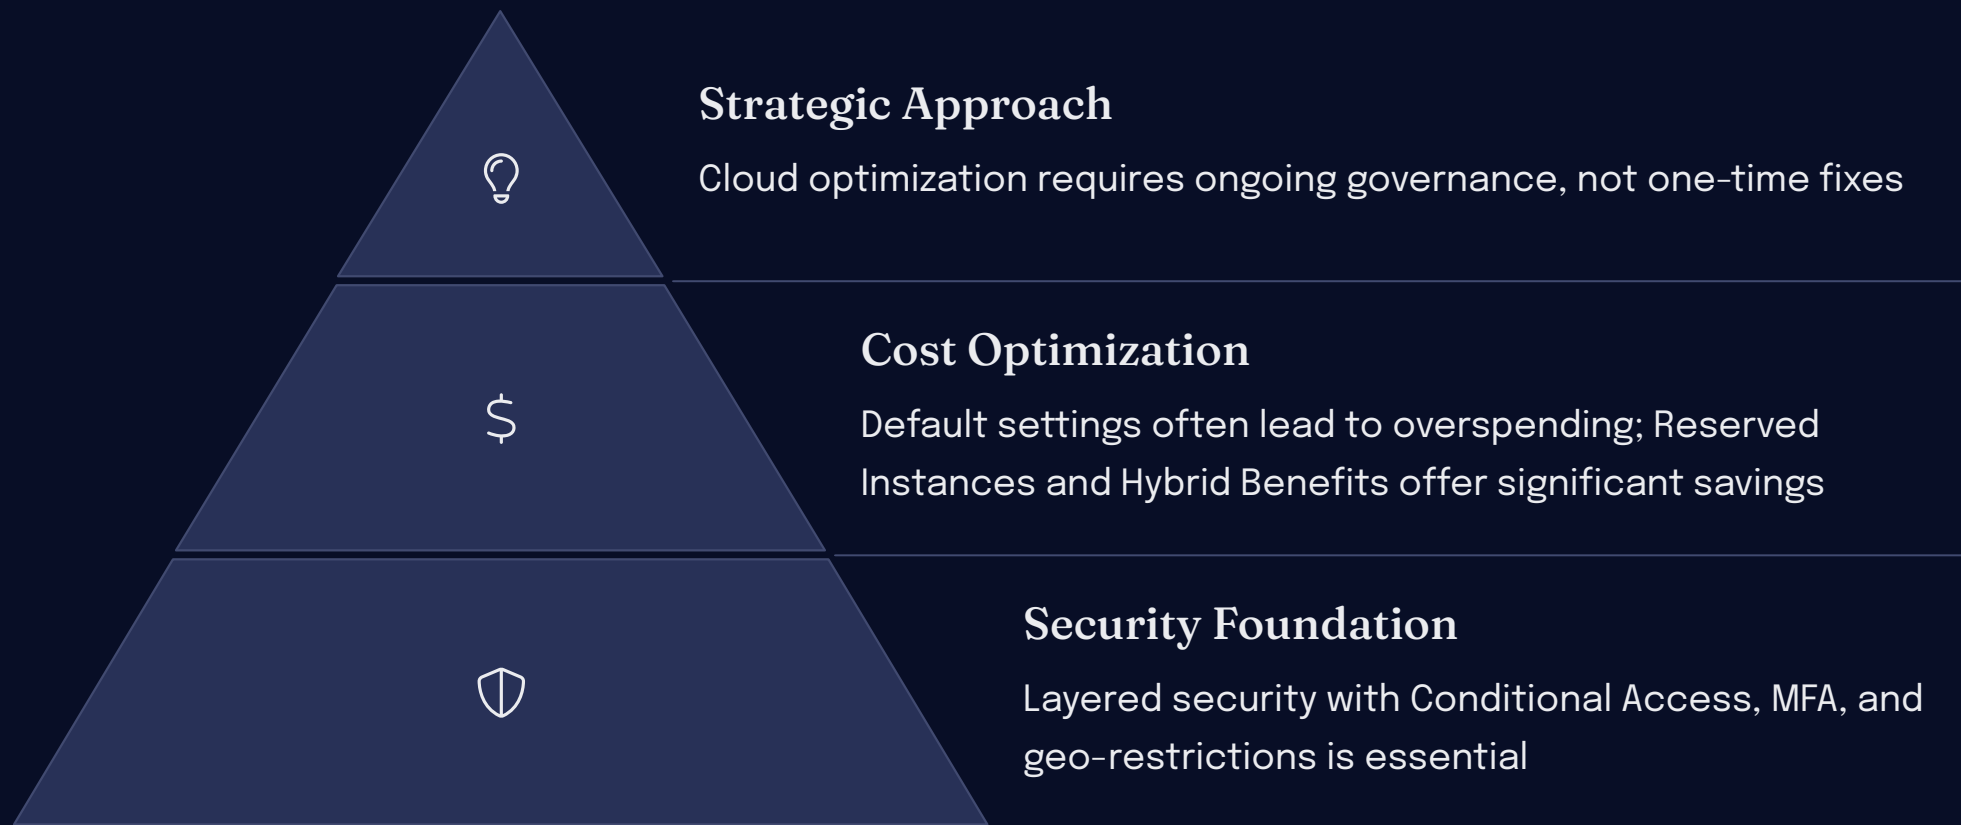 Strategic Approach
Cloud optimization requires ongoing governance, not one-time fixes
$
Cost Optimization
Default settings often lead to overspending; Reserved
Instances and Hybrid Benefits offer significant savings
Security Foundation
Layered security with Conditional Access, MFA, and
geo-restrictions is essential